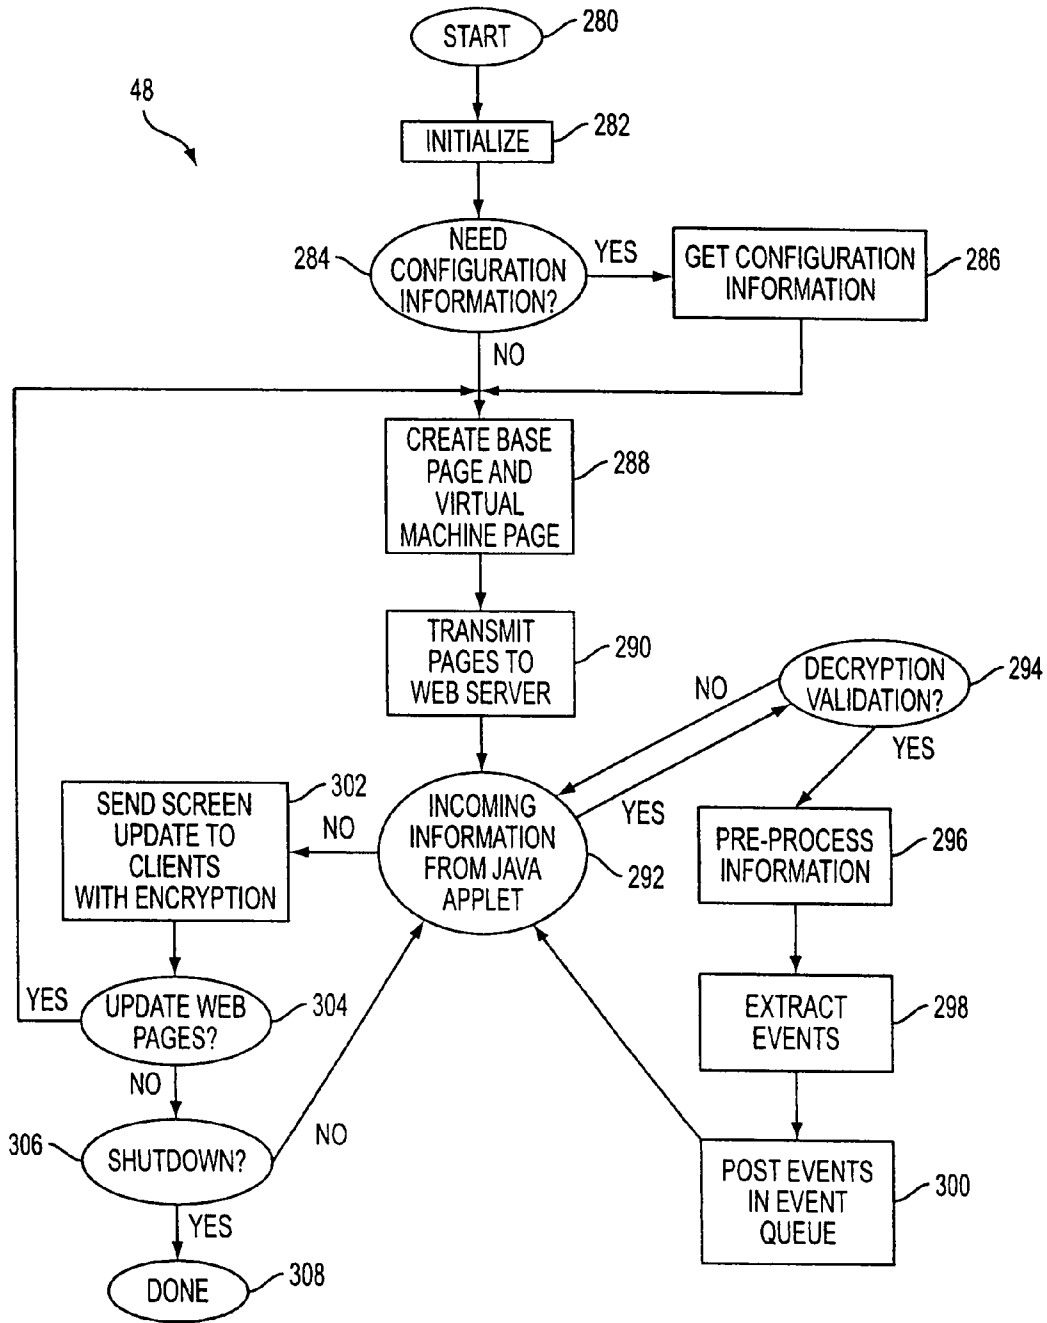 START
280
48
INITIALIZE
282
284
NEED
CONFIGURATION
INFORMATION?
YES
GET CONFIGURATION
INFORMATION
286
NO
CREATE BASE
PAGE AND
VIRTUAL
MACHINE PAGE
288
TRANSMIT
PAGES TO
WEB SERVER
290
DECRYPTION
VALIDATION?
294
NO
YES
YES
INCOMING
INFORMATION
FROM JAVA
APPLET
292
NO
SEND SCREEN
UPDATE TO
CLIENTS
WITH ENCRYPTION
302
PRE-PROCESS
INFORMATION
296
YES
UPDATE WEB
PAGES?
304
EXTRACT
EVENTS
298
NO
306
SHUTDOWN?
NO
POST EVENTS
IN EVENT
QUEUE
300
YES
DONE
308